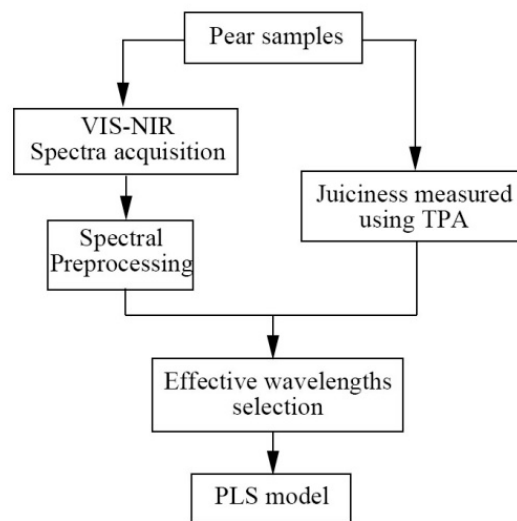 Pear samples
VIS-NIR
Spectra acquisition
Juiciness measured
using TPA
Spectral
Preprocessing
Effective wavelengths
selection
PLS model